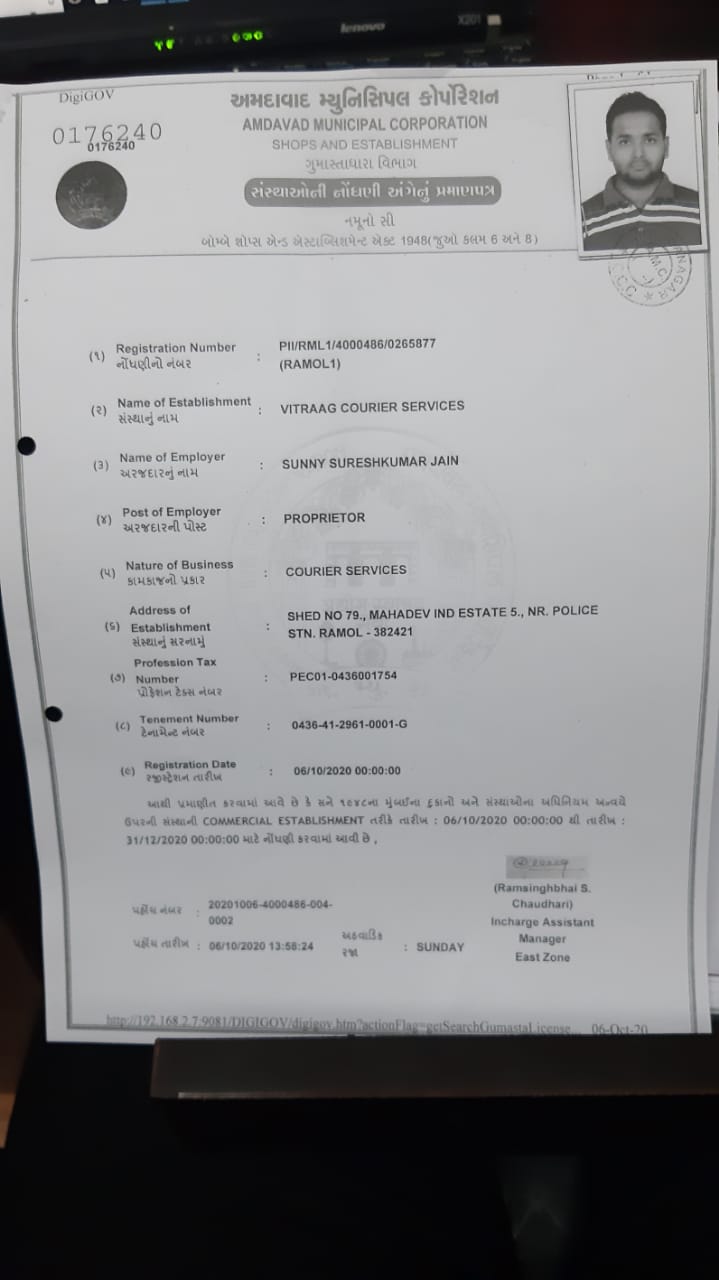 lenovo
X201
DigiGOV
0176240
0176240
અમદાવાદ મ્યુનિસિપલ કોર્પોરેશન
AMDAVAD MUNICIPAL CORPORATION
SHOPS AND ESTABLISHMENT
ગુમાસ્તાધારા વિભાગ
સંસ્થાઓની નોંધણી અંગેનું પ્રમાણપત્ર
નમૂનો સી
બોમ્બે શોપ્સ એન્ડ એસ્ટાબ્લિશમેન્ટ એક્ટ 1948(જુઓ કલમ 6 અને 8)
(૧) Registration Number : PII/RML1/4000486/0265877
નોંધણીનો નંબર (RAMOL1)
(૨) Name of Establishment : VITRAAG COURIER SERVICES
સંસ્થાનું નામ
(૩) Name of Employer : SUNNY SURESHKUMAR JAIN
અરજદારનું નામ
(૪) Post of Employer : PROPRIETOR
અરજદારની પોસ્ટ
(૫) Nature of Business : COURIER SERVICES
કામકાજનો પ્રકાર
Address of
(૬) Establishment : SHED NO 79., MAHADEV IND ESTATE 5., NR. POLICE
સંસ્થાનું સરનામું STN. RAMOL - 382421
Profession Tax
(૭) Number : PEC01-0436001754
પ્રોફેશન ટેક્સ નંબર
(૮) Tenement Number : 0436-41-2961-0001-G
ટેનામેન્ટ નંબર
(૯) Registration Date : 06/10/2020 00:00:00
રજીસ્ટ્રેશન તારીખ
આથી પ્રમાણીત કરવામાં આવે છે કે સને ૧૯૪૮ના મુંબઈના દુકાનો અને સંસ્થાઓના અધિનિયમ અન્વયે
ઉપરની સંસ્થાની COMMERCIAL ESTABLISHMENT તરીકે તારીખ : 06/10/2020 00:00:00 થી તારીખ :
31/12/2020 00:00:00 માટે નોંધણી કરવામાં આવી છે .
(Ramsinghbhai S.
Chaudhari)
Incharge Assistant
Manager
East Zone
પહોંચ નંબર : 20201006-4000486-004-
0002
પહોંચ તારીખ : 06/10/2020 13:58:24
અઠવાડિક
રજા : SUNDAY
http://192.168.2.7:9081/DIGIGOV/digigov.htm?actionFlag=getSearchGumastaLicense... 06-Oct-20